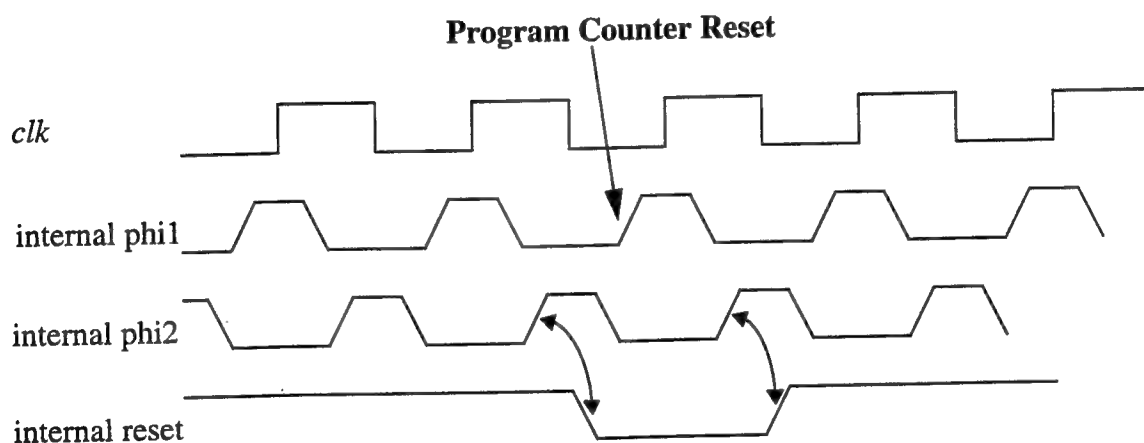 Program Counter Reset
clk
internal phi1
internal phi2
internal reset